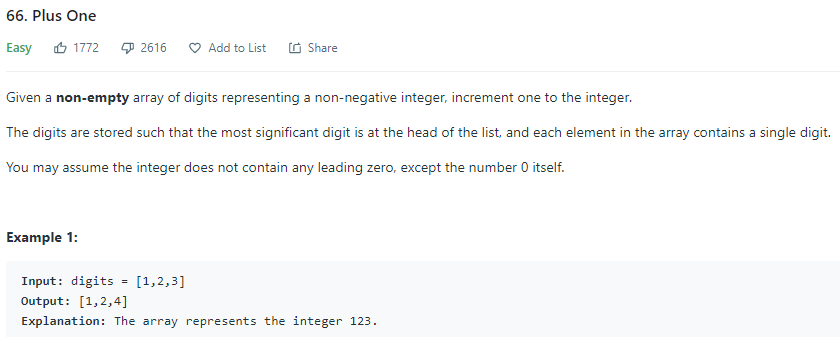 66. Plus One
Easy 1772 2616 Add to List Share
Given a non-empty array of digits representing a non-negative integer, increment one to the integer.
The digits are stored such that the most significant digit is at the head of the list, and each element in the array contains a single digit.
You may assume the integer does not contain any leading zero, except the number 0 itself.
Example 1:
Input: digits = [1,2,3]
Output: [1,2,4]
Explanation: The array represents the integer 123.